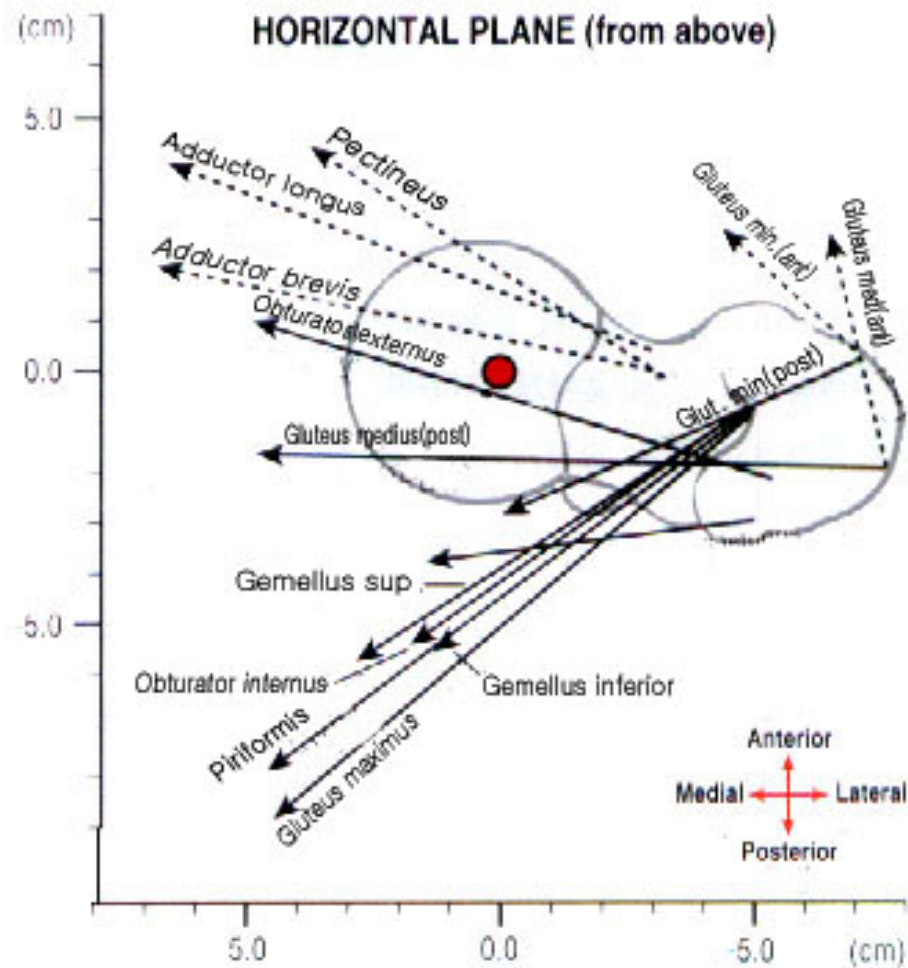 (cm)
HORIZONTAL PLANE (from above)
5.0
Adductor longus
Pectineus
Gluteus min.(ant)
Gluteus med(ant)
Adductor brevis
Obturator externus
0.0
Glut. min(post)
Gluteus medius(post)
Gemellus sup
-5.0
Obturator internus
Gemellus inferior
Piriformis
Gluteus maximus
Anterior
Medial
Lateral
Posterior
5.0
0.0
-5.0
(cm)